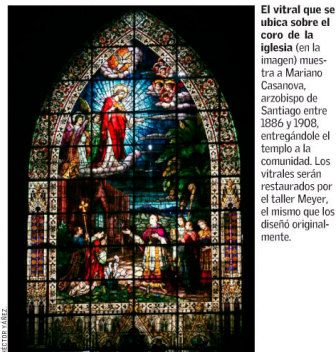 El vitral que se
ubica sobre el
coro de la
iglesia (en la
imagen) mues-
tra a Mariano
Casanova,
arzobispo de
Santiago entre
1886 y 1908,
entregándole el
templo a la
comunidad. Los
vitrales serán
restaurados por
el taller Meyer,
el mismo que los
diseñó original-
mente.
HÉCTOR YÁÑEZ